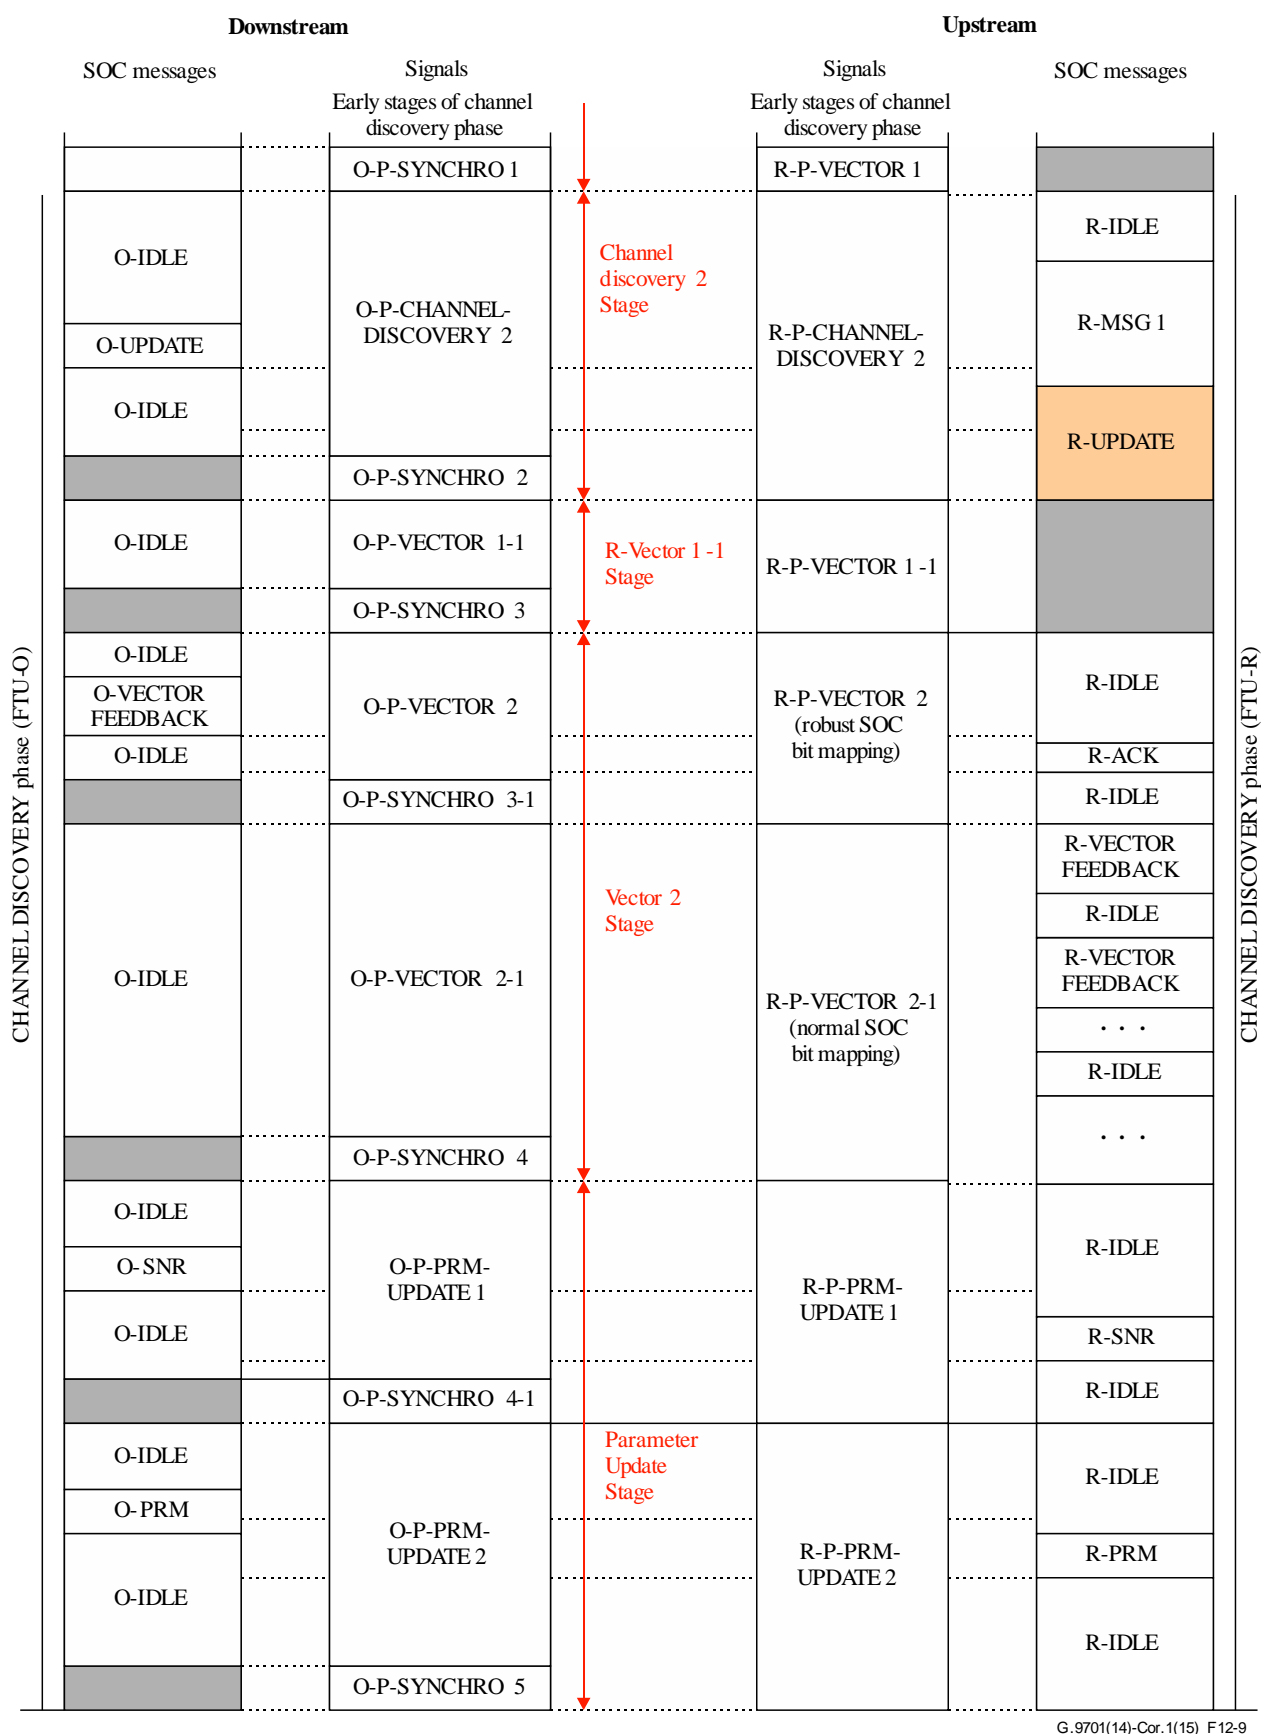 Downstream
Upstream
SOC messages
Signals
Signals
SOC messages
Early stages of channel
discovery phase
Early stages of channel
discovery phase
O-P-SYNCHRO 1
R-P-VECTOR 1
O-IDLE
O-UPDATE
O-IDLE
O-P-CHANNEL-
DISCOVERY 2
O-P-SYNCHRO 2
Channel
discovery 2
Stage
R-P-CHANNEL-
DISCOVERY 2
R-IDLE
R-MSG 1
R-UPDATE
O-IDLE
O-P-VECTOR 1-1
O-P-SYNCHRO 3
R-Vector 1 -1
Stage
R-P-VECTOR 1 -1
CHANNEL DISCOVERY phase (FTU-O)
O-IDLE
O-VECTOR
FEEDBACK
O-IDLE
O-P-VECTOR 2
O-P-SYNCHRO 3-1
R-P-VECTOR 2
(robust SOC
bit mapping)
R-IDLE
R-ACK
R-IDLE
CHANNEL DISCOVERY phase (FTU-R)
O-IDLE
O-P-VECTOR 2-1
O-P-SYNCHRO 4
Vector 2
Stage
R-P-VECTOR 2-1
(normal SOC
bit mapping)
R-VECTOR
FEEDBACK
R-IDLE
R-VECTOR
FEEDBACK
. . .
R-IDLE
. . .
O-IDLE
O-SNR
O-IDLE
O-P-PRM-
UPDATE 1
O-P-SYNCHRO 4-1
R-P-PRM-
UPDATE 1
R-IDLE
R-SNR
R-IDLE
O-IDLE
O-PRM
O-IDLE
O-P-PRM-
UPDATE 2
O-P-SYNCHRO 5
Parameter
Update
Stage
R-P-PRM-
UPDATE 2
R-IDLE
R-PRM
R-IDLE
G.9701(14)-Cor.1(15)_F12-9